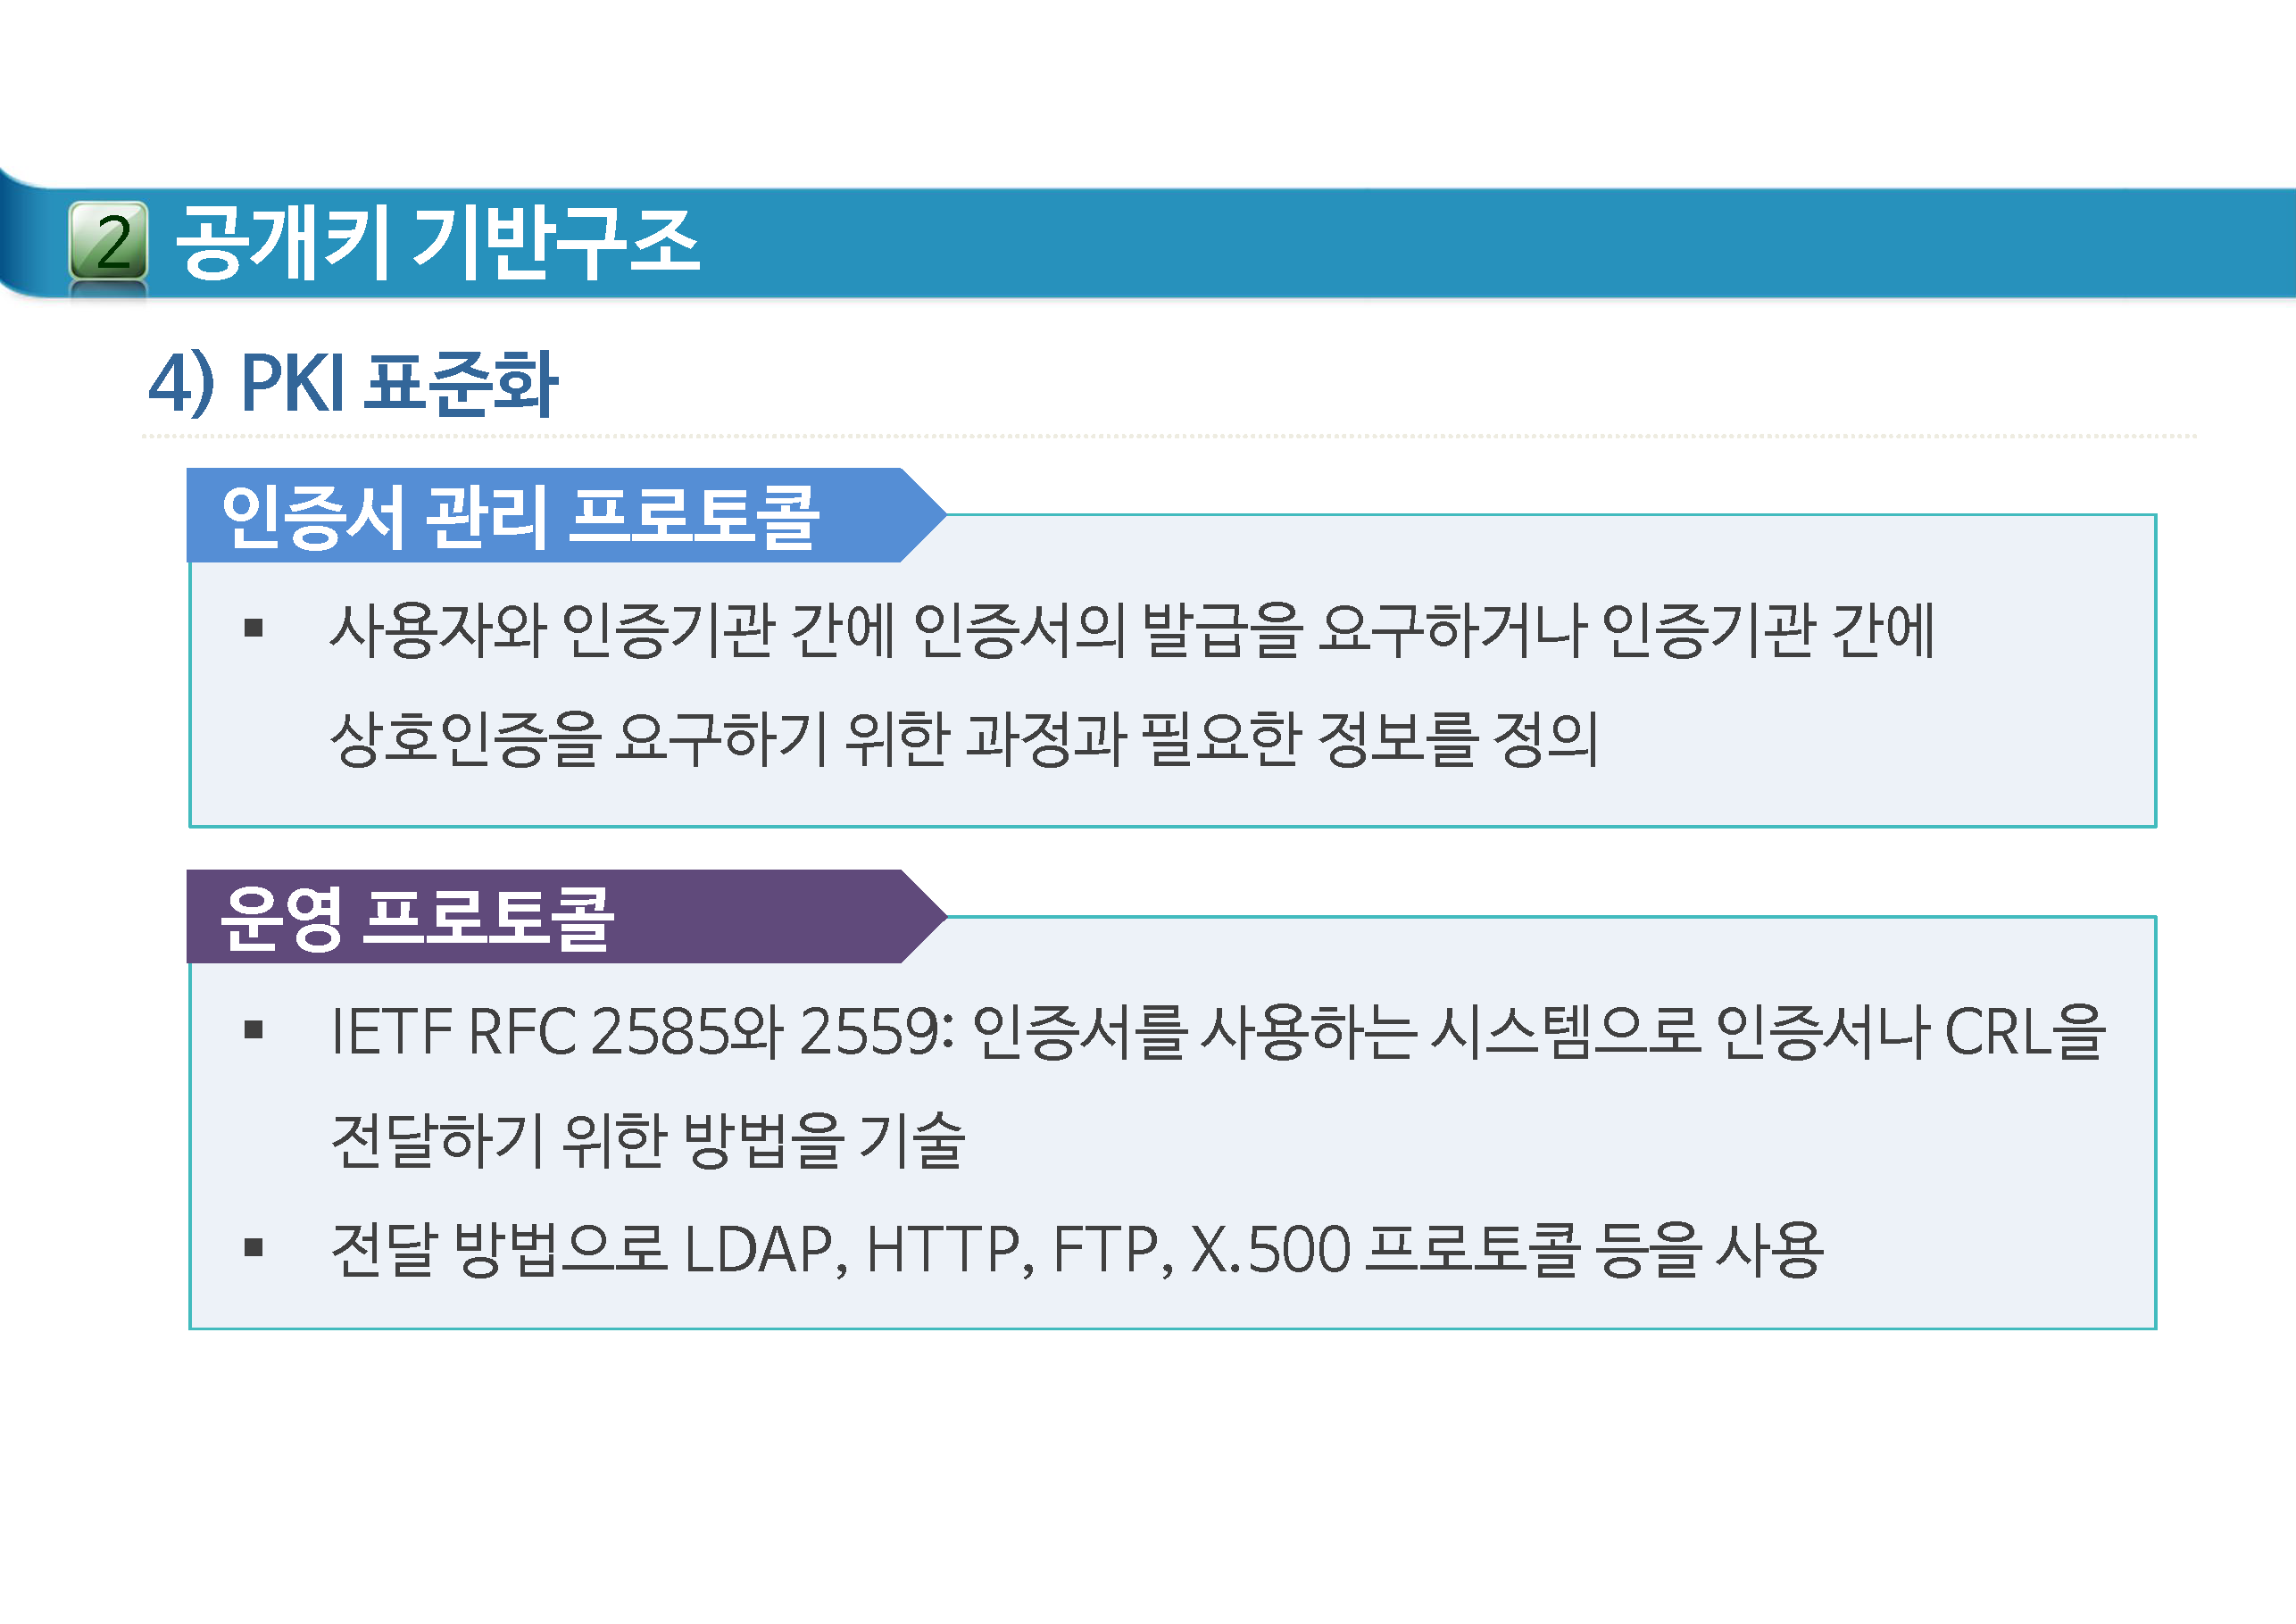 2 공개키 기반구조
4) PKI 표준화
인증서 관리 프로토콜
▪ 사용자와 인증기관 간에 인증서의 발급을 요구하거나 인증기관 간에
상호인증을 요구하기 위한 과정과 필요한 정보를 정의
운영 프로토콜
▪ IETF RFC 2585와 2559: 인증서를 사용하는 시스템으로 인증서나 CRL을
전달하기 위한 방법을 기술
▪ 전달 방법으로 LDAP, HTTP, FTP, X.500 프로토콜 등을 사용